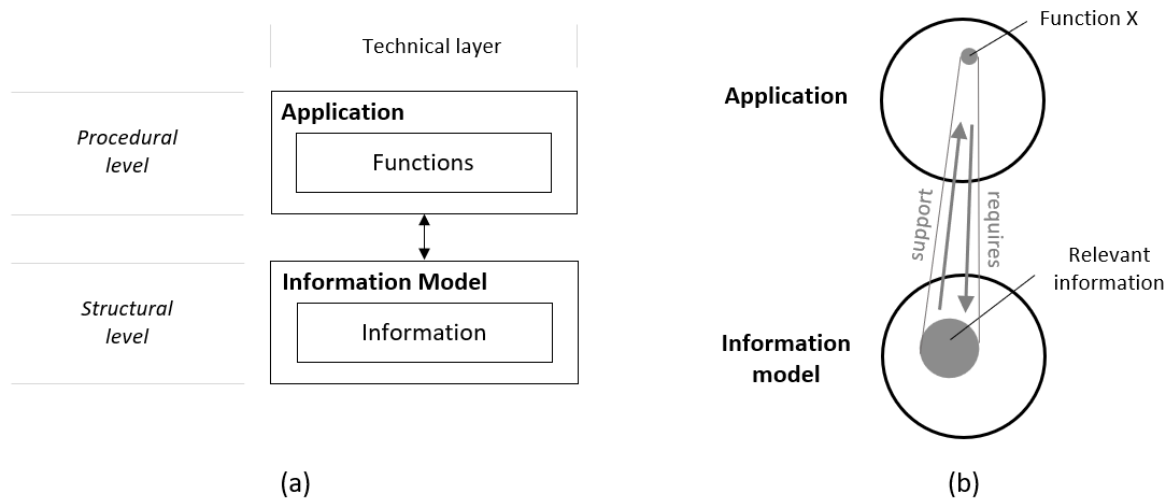 Technical layer
Procedural
level
Application
Functions
Structural
level
Information Model
Information
(a)
Function X
Application
support
requires
Relevant
information
Information
model
(b)